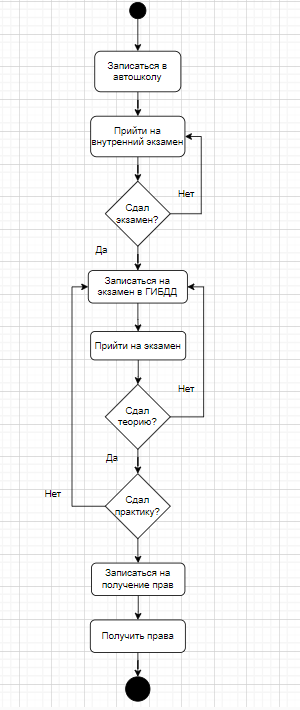 Записаться в
автошколу
Прийти на
внутренний экзамен
Нет
Сдал
экзамен?
Да
Записаться на
экзамен в ГИБДД
Прийти на экзамен
Нет
Сдал
теорию?
Да
Нет
Сдал
практику?
Записаться на
получение прав
Получить права